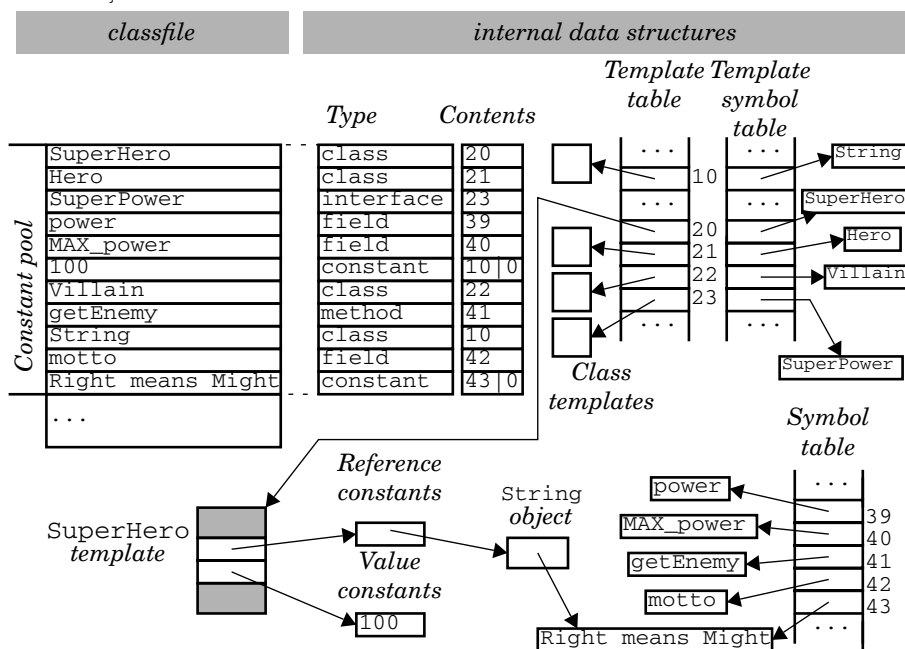 classfile
internal data structures
Template Template
table symbol
table
Type Contents
Constant pool
SuperHero class 20
Hero class 21
SuperPower interface 23
power field 39
MAX_power field 40
100 constant 10|0
Villain class 22
getEnemy method 41
String class 10
motto field 42
Right means Might constant 43|0
...
... ...
10
... ...
20
21
22
23
... ...
String
SuperHero
Hero
Villain
SuperPower
Class
templates
Symbol
table
Reference
constants
String
object
SuperHero
template
Value
constants
100
...
power 39
MAX_power 40
getEnemy 41
motto 42
43
...
Right means Might